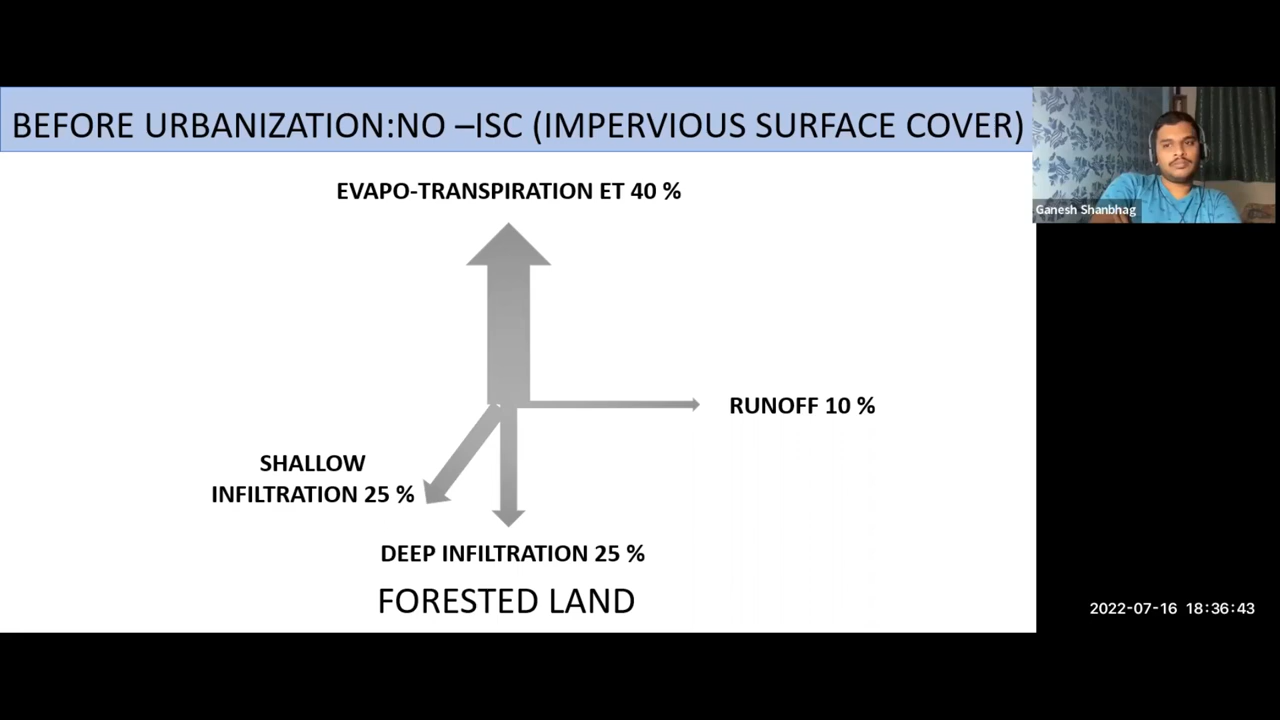 BEFORE URBANIZATION:NO –ISC (IMPERVIOUS SURFACE COVER)
Ganesh Shanbhag
EVAPO-TRANSPIRATION ET 40 %
RUNOFF 10 %
SHALLOW
INFILTRATION 25 %
DEEP INFILTRATION 25 %
FORESTED LAND
2022-07-16 18:36:43